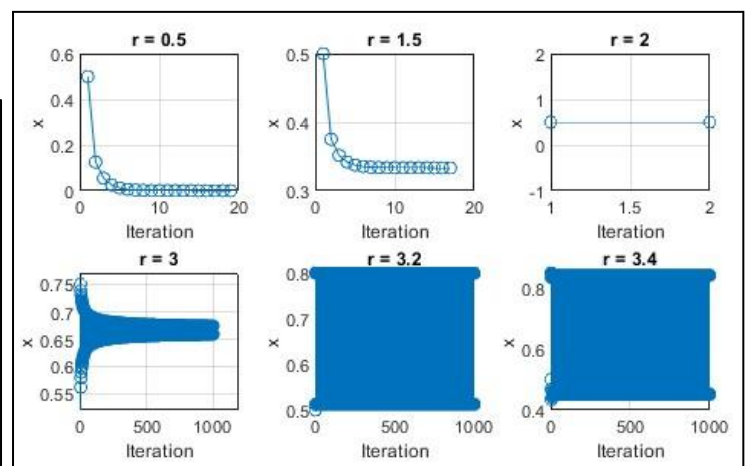 r = 0.5
0.6
0.4
0.2
0
x
0
10
20
Iteration
r = 1.5
0.5
0.4
0.3
x
0
10
20
Iteration
r = 2
2
1
0
-1
x
1
1.5
2
Iteration
r = 3
0.75
0.7
0.65
0.6
0.55
x
0
500
1000
Iteration
r = 3.2
0.8
0.7
0.6
0.5
x
0
500
1000
Iteration
r = 3.4
0.8
0.6
0.4
x
0
500
1000
Iteration